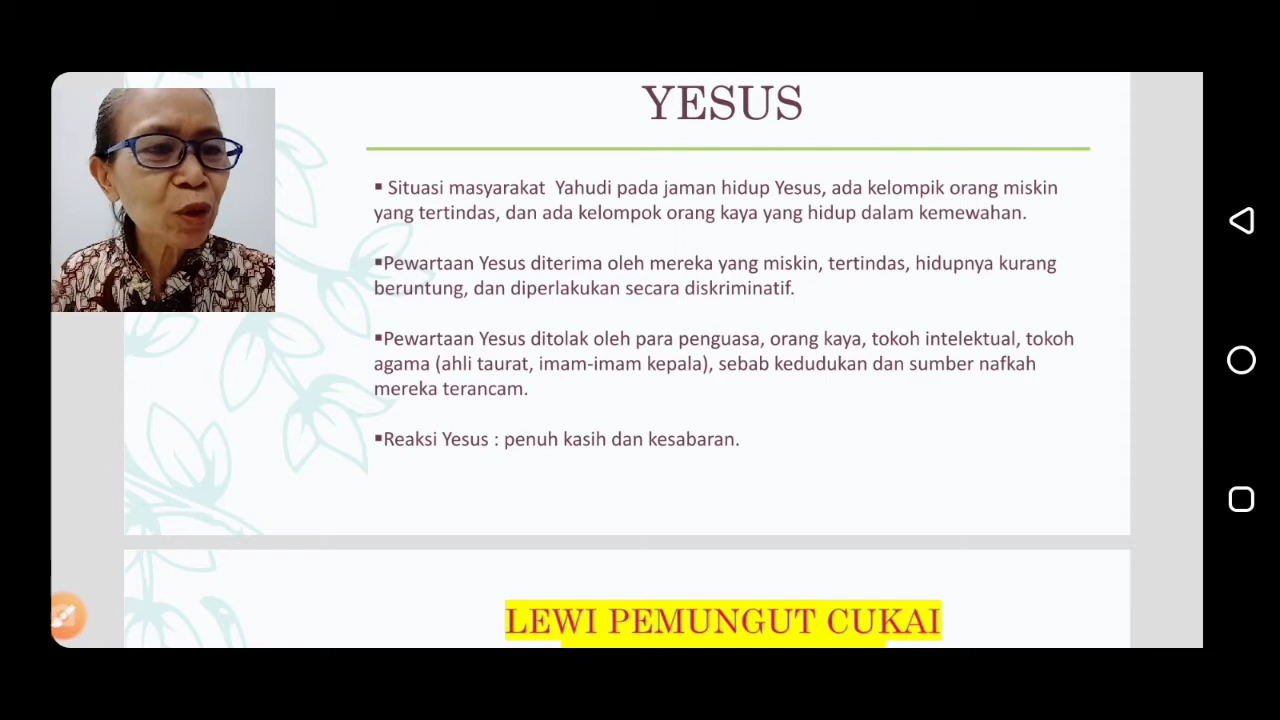 YESUS
▪ Situasi masyarakat Yahudi pada jaman hidup Yesus, ada kelompik orang miskin
yang tertindas, dan ada kelompok orang kaya yang hidup dalam kemewahan.
▪Pewartaan Yesus diterima oleh mereka yang miskin, tertindas, hidupnya kurang
beruntung, dan diperlakukan secara diskriminatif.
▪Pewartaan Yesus ditolak oleh para penguasa, orang kaya, tokoh intelektual, tokoh
agama (ahli taurat, imam-imam kepala), sebab kedudukan dan sumber nafkah
mereka terancam.
▪Reaksi Yesus : penuh kasih dan kesabaran.
LEWI PEMUNGUT CUKAI